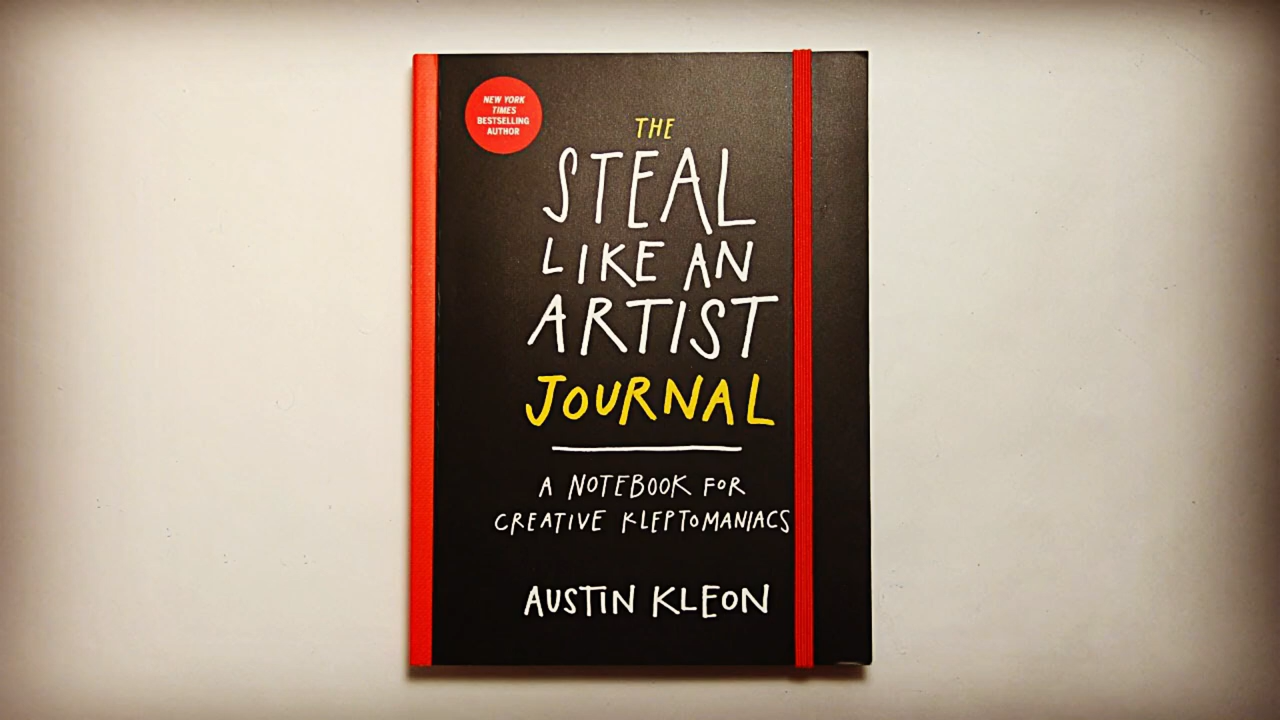 NEW YORK
TIMES
BESTSELLING
AUTHOR
THE
STEAL
LIKE AN
ARTIST
JOURNAL
A NOTEBOOK FOR
CREATIVE KLEPTOMANIACS
AUSTIN KLEON